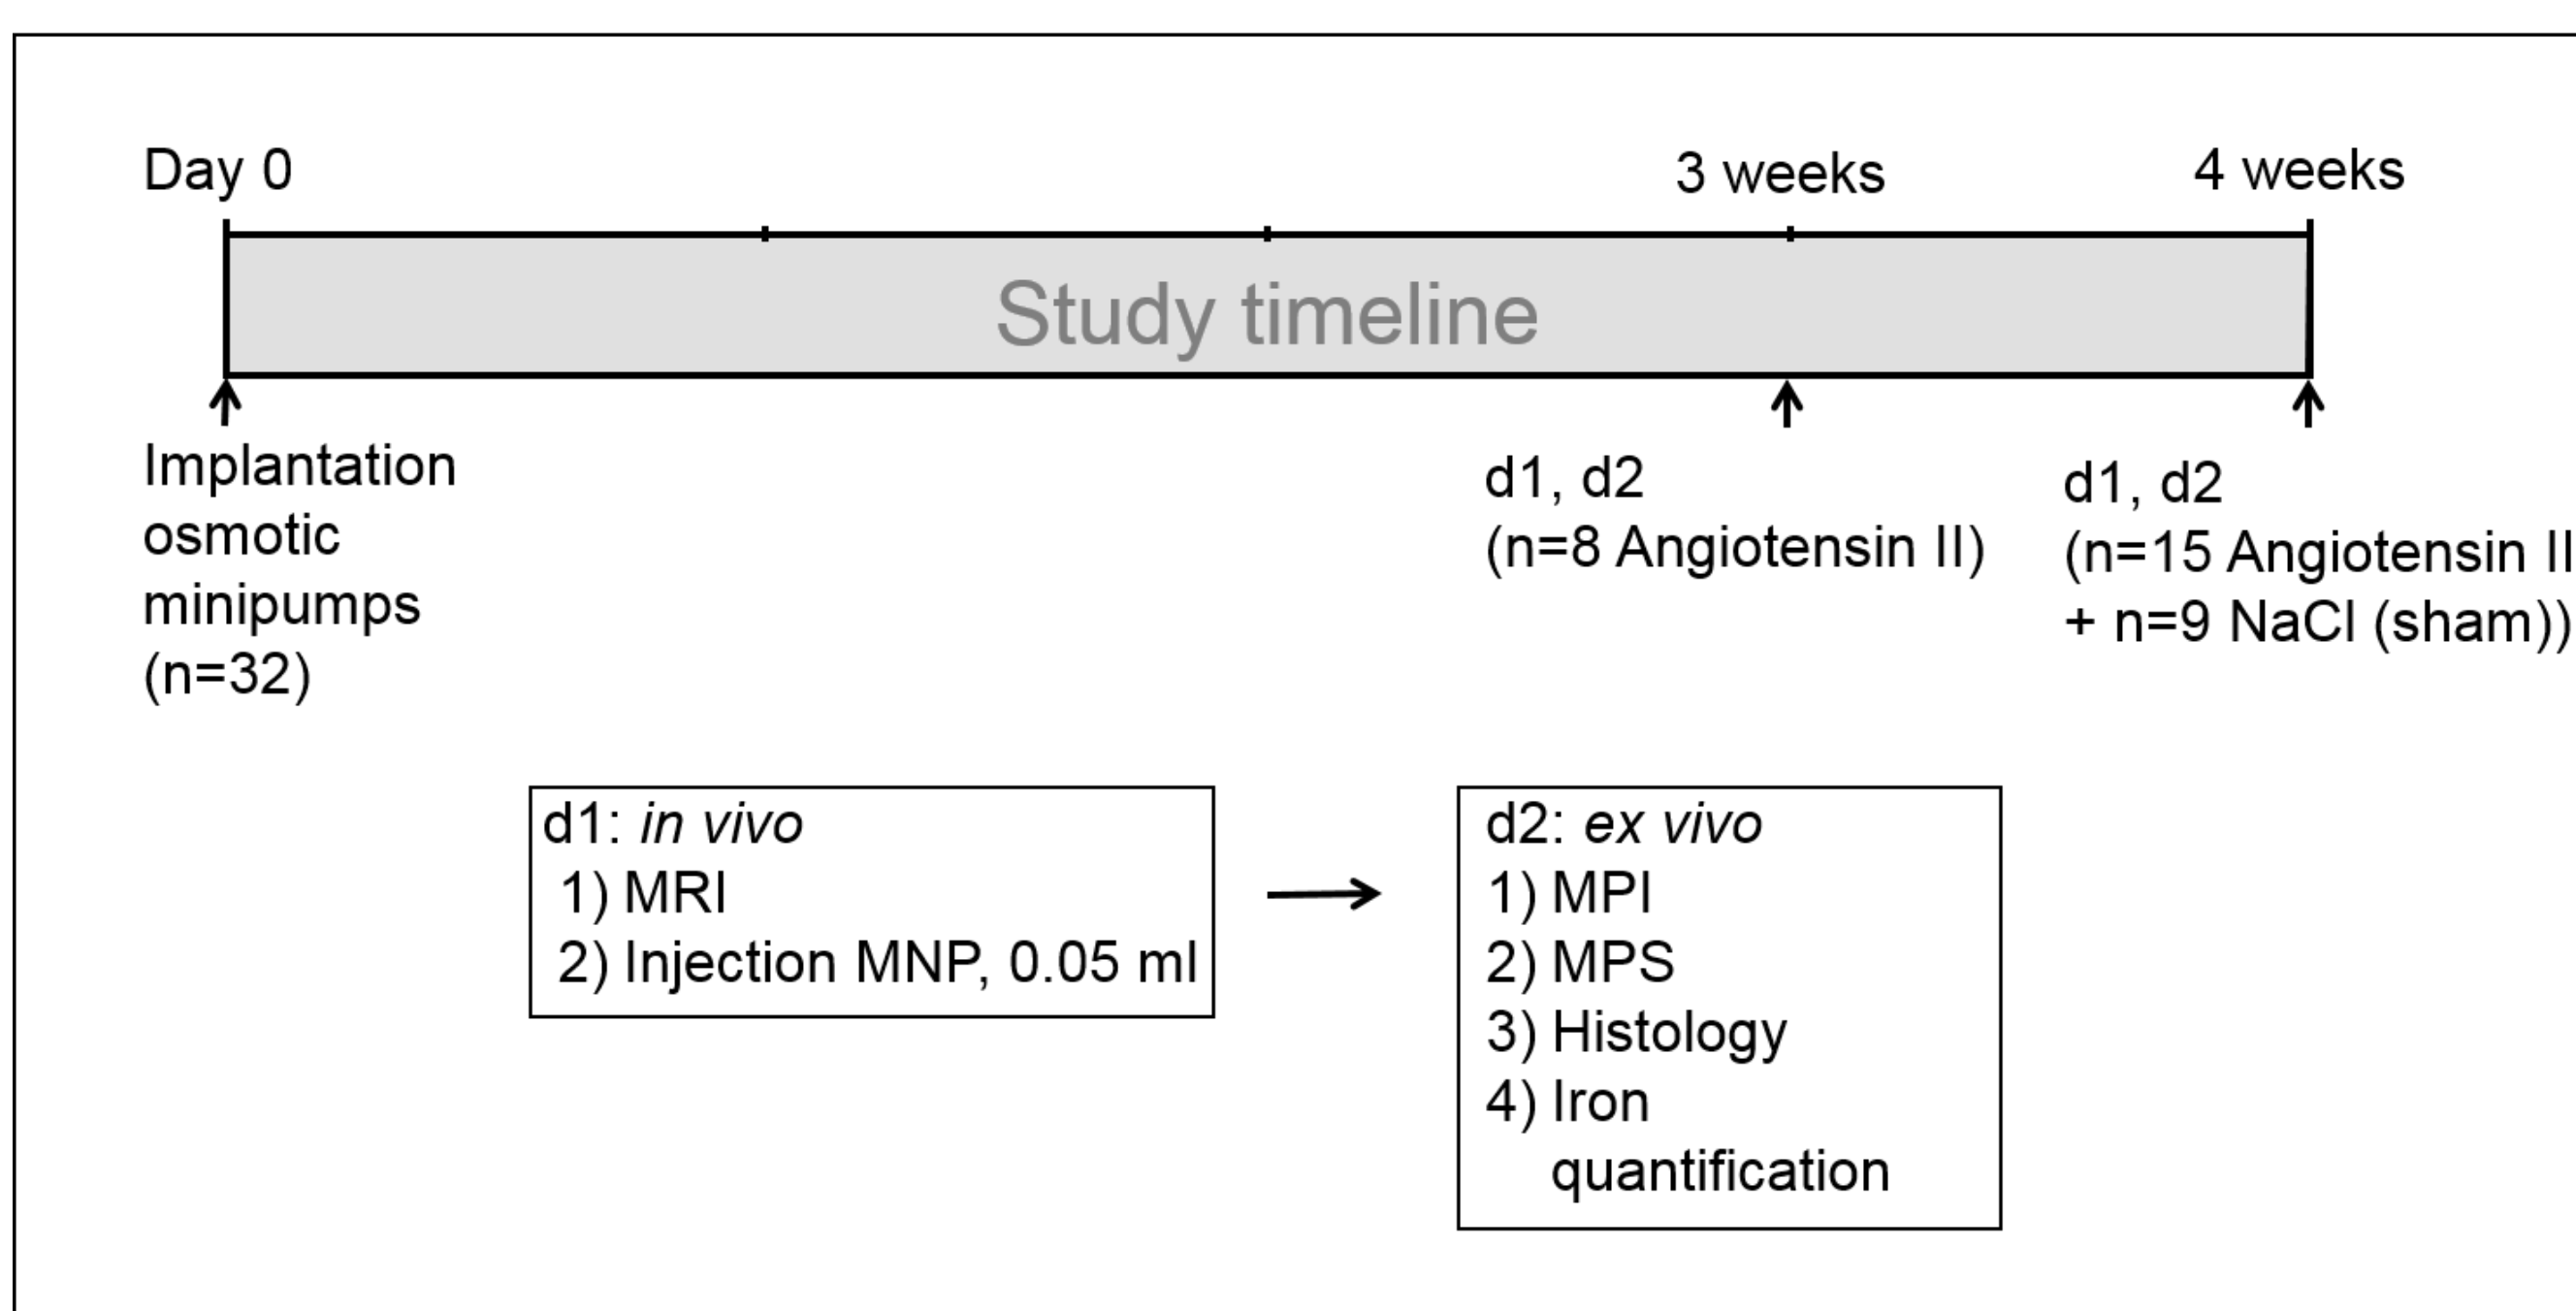 Day 0
3 weeks
4 weeks
Study timeline
Implantation
osmotic
minipumps
(n=32)
d1, d2
(n=8 Angiotensin II)
d1, d2
(n=15 Angiotensin II
+ n=9 NaCl (sham))
d1: in vivo
1) MRI
2) Injection MNP, 0.05 ml
d2: ex vivo
1) MPI
2) MPS
3) Histology
4) Iron
quantification